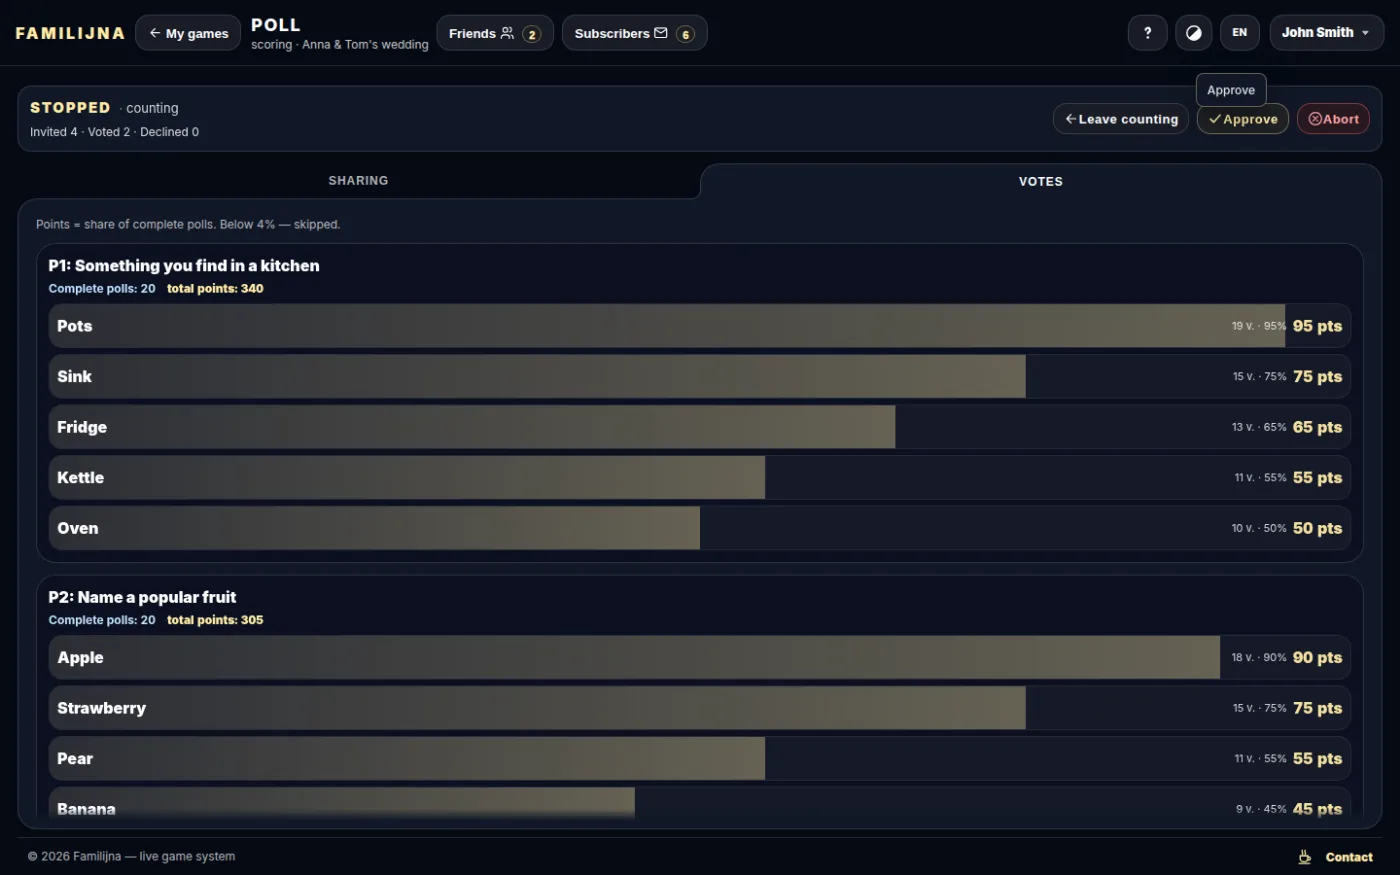 FAMILIJNA
← My games
POLL
scoring · Anna & Tom's wedding
Friends 2
Subscribers 6
?
EN
John Smith
STOPPED · counting
Invited 4 · Voted 2 · Declined 0
Approve
←Leave counting
✓Approve
Abort
SHARING
VOTES
Points = share of complete polls. Below 4% — skipped.
P1: Something you find in a kitchen
Complete polls: 20 total points: 340
Pots 19 v. · 95% 95 pts
Sink 15 v. · 75% 75 pts
Fridge 13 v. · 65% 65 pts
Kettle 11 v. · 55% 55 pts
Oven 10 v. · 50% 50 pts
P2: Name a popular fruit
Complete polls: 20 total points: 305
Apple 18 v. · 90% 90 pts
Strawberry 15 v. · 75% 75 pts
Pear 11 v. · 55% 55 pts
Banana 9 v. · 45% 45 pts
© 2026 Familijna — live game system
Contact